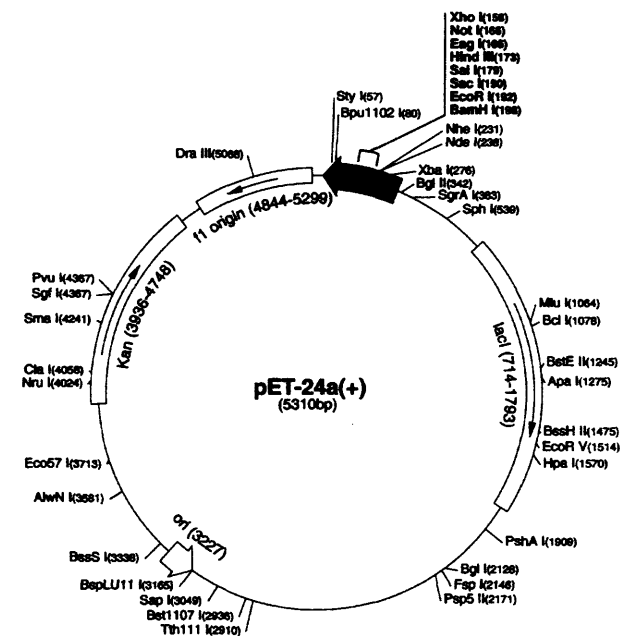 Xho I(158)
Not I(166)
Eag I(166)
Hind III(173)
Sal I(179)
Sac I(190)
EcoR I(192)
BamH I(198)
Sty I(57)
Bpu1102 I(80)
Nhe I(231)
Nde I(238)
Xba I(276)
Bgl II(342)
SgrA I(383)
Sph I(539)
Dra III(5068)
f1 origin (4844-5299)
Pvu I(4367)
Sgf I(4367)
Sma I(4241)
Kan (3936-4748)
Cla I(4058)
Nru I(4024)
Mlu I(1064)
Bcl I(1078)
lacI (714-1793)
BstE II(1245)
Apa I(1275)
pET-24a(+)
(5310bp)
BssH II(1475)
EcoR V(1514)
Hpa I(1570)
Eco57 I(3713)
AlwN I(3581)
ori (3227)
PshA I(1909)
BssS I(3338)
BspLU11 I(3165)
Sap I(3049)
Bst1107 I(2936)
Tth111 I(2910)
Bgl I(2128)
Fsp I(2146)
Psp5 II(2171)